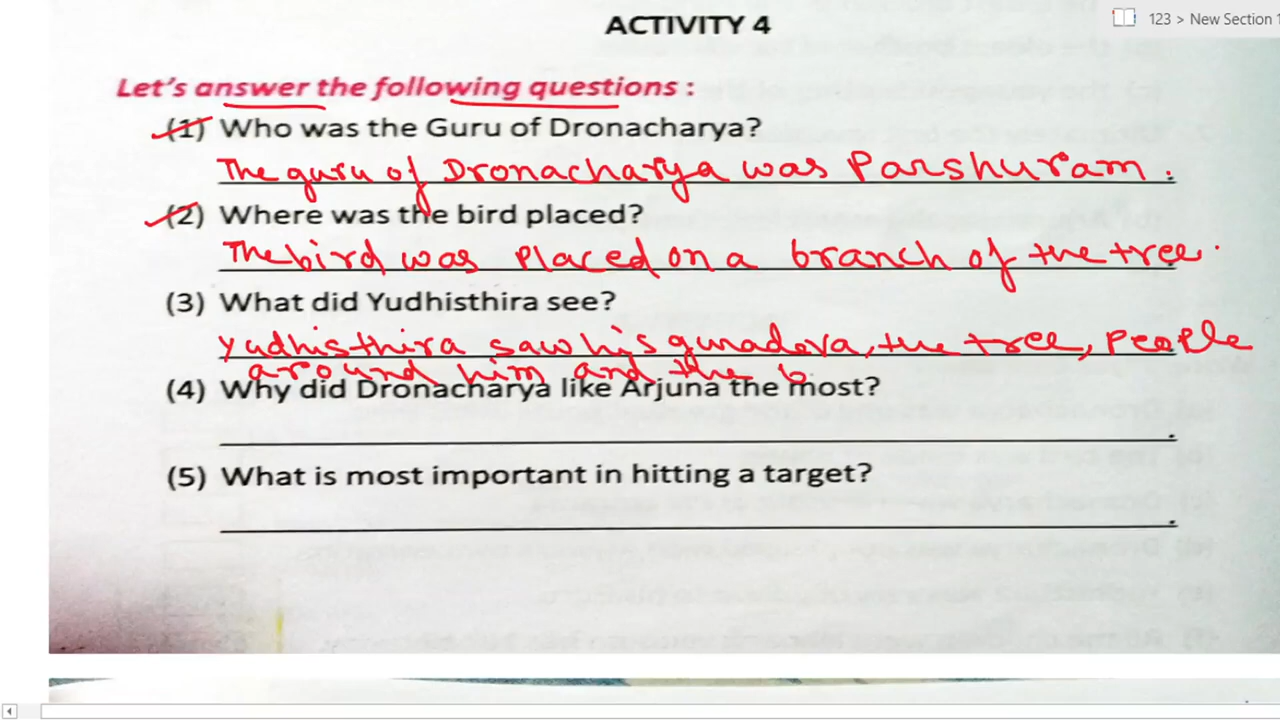 ACTIVITY 4
123 > New Section 1
Let's answer the following questions :
(1) Who was the Guru of Dronacharya?
The guru of Dronacharya was Parshuram.
(2) Where was the bird placed?
The bird was placed on a branch of the tree.
(3) What did Yudhisthira see?
Yudhisthira saw his gurudeva, the tree, people
around him and the b
(4) Why did Dronacharya like Arjuna the most?
(5) What is most important in hitting a target?